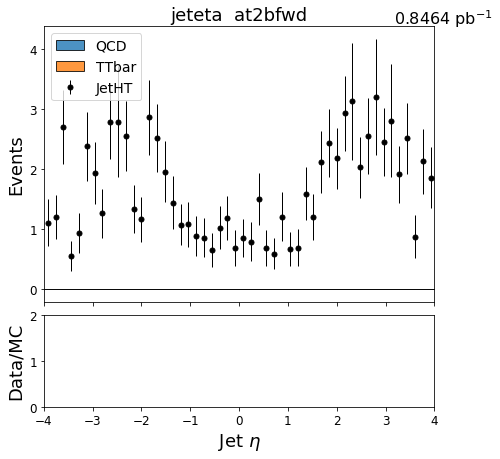 jeteta at2bfwd
0.8464 pb⁻¹
QCD
TTbar
JetHT
Events
4
3
2
1
0
Data/MC
2
1
0
−4 −3 −2 −1 0 1 2 3 4
Jet η